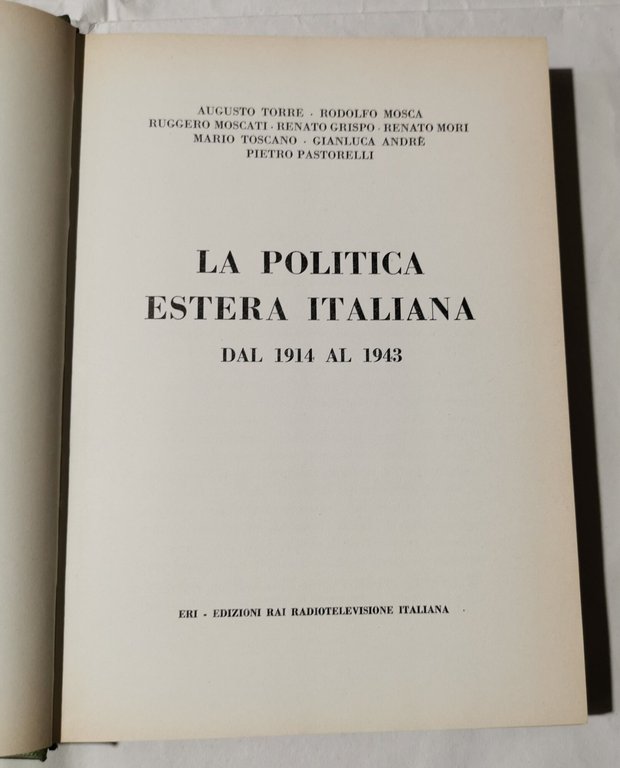 AUGUSTO TORRE · RODOLFO MOSCA
RUGGERO MOSCATI · RENATO GRISPO · RENATO MORI
MARIO TOSCANO · GIANLUCA ANDRÈ
PIETRO PASTORELLI
LA POLITICA
ESTERA ITALIANA
DAL 1914 AL 1943
ERI - EDIZIONI RAI RADIOTELEVISIONE ITALIANA